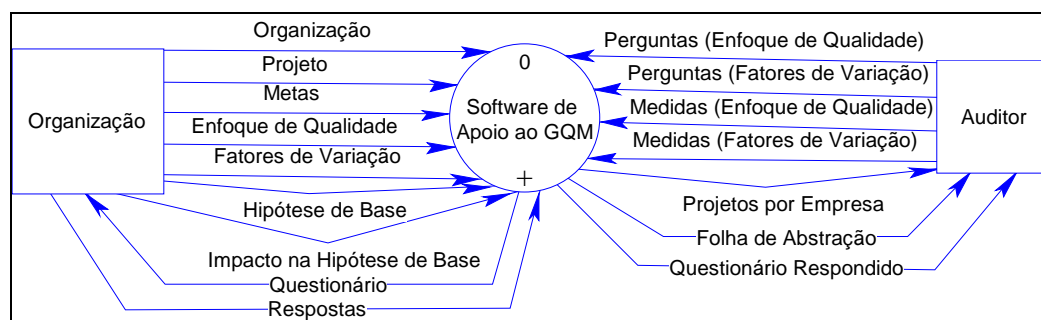 Organização
Organização
Projeto
Metas
Enfoque de Qualidade
Fatores de Variação
Hipótese de Base
Impacto na Hipótese de Base
Questionário
Respostas
0
Software de
Apoio ao GQM
+
Perguntas (Enfoque de Qualidade)
Perguntas (Fatores de Variação)
Medidas (Enfoque de Qualidade)
Medidas (Fatores de Variação)
Auditor
Projetos por Empresa
Folha de Abstração
Questionário Respondido